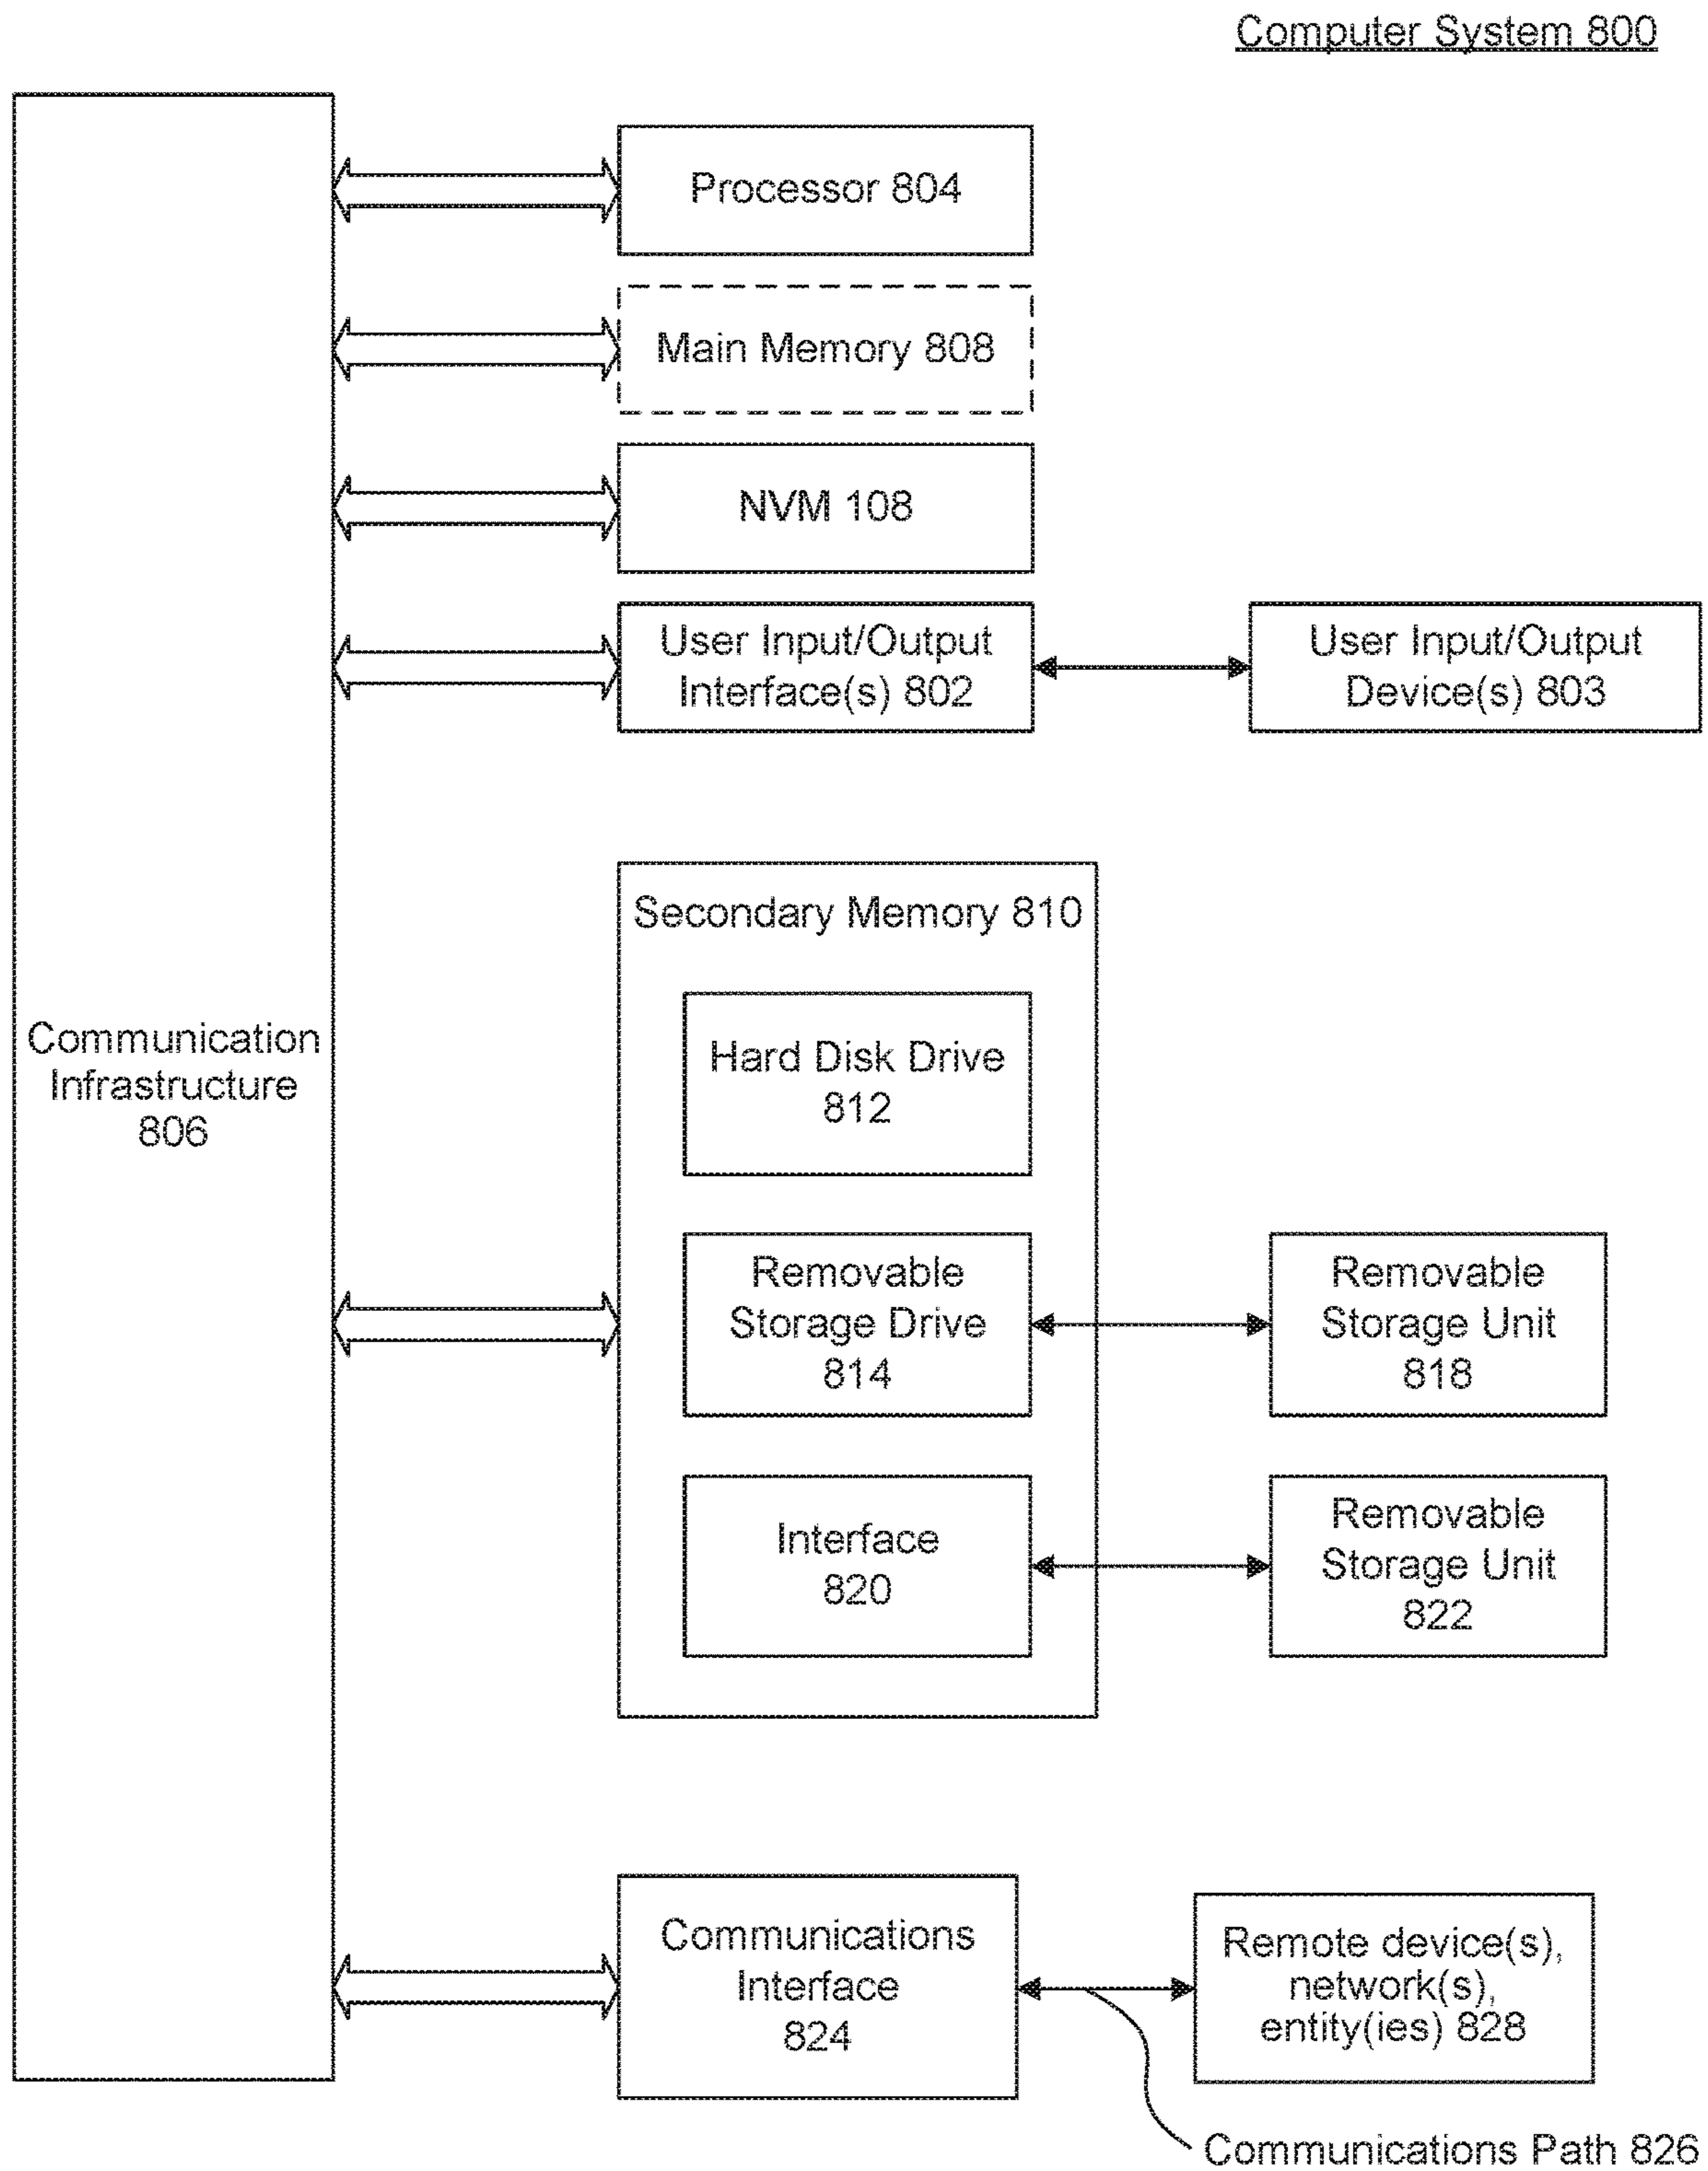 Computer System 800
Processor 804
Main Memory 808
NVM 108
User Input/Output
Interface(s) 802
User Input/Output
Device(s) 803
Secondary Memory 810
Hard Disk Drive
812
Communication
Infrastructure
806
Removable
Storage Drive
814
Removable
Storage Unit
818
Interface
820
Removable
Storage Unit
822
Communications
Interface
824
Remote device(s),
network(s),
entity(ies) 828
Communications Path 826